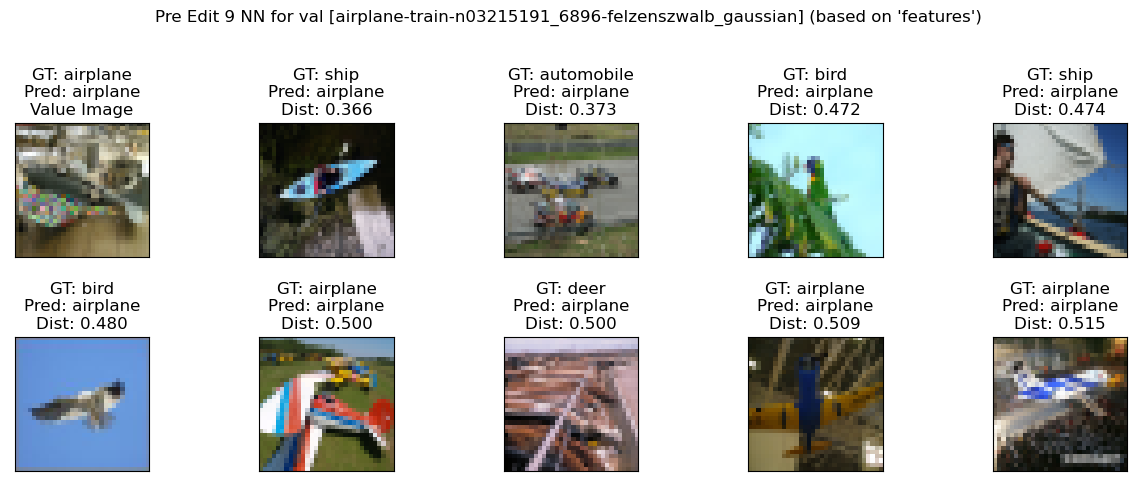 Pre Edit 9 NN for val [airplane-train-n03215191_6896-felzenszwalb_gaussian] (based on 'features')
GT: airplane
Pred: airplane
Value Image
GT: ship
Pred: airplane
Dist: 0.366
GT: automobile
Pred: airplane
Dist: 0.373
GT: bird
Pred: airplane
Dist: 0.472
GT: ship
Pred: airplane
Dist: 0.474
GT: bird
Pred: airplane
Dist: 0.480
GT: airplane
Pred: airplane
Dist: 0.500
GT: deer
Pred: airplane
Dist: 0.500
GT: airplane
Pred: airplane
Dist: 0.509
GT: airplane
Pred: airplane
Dist: 0.515